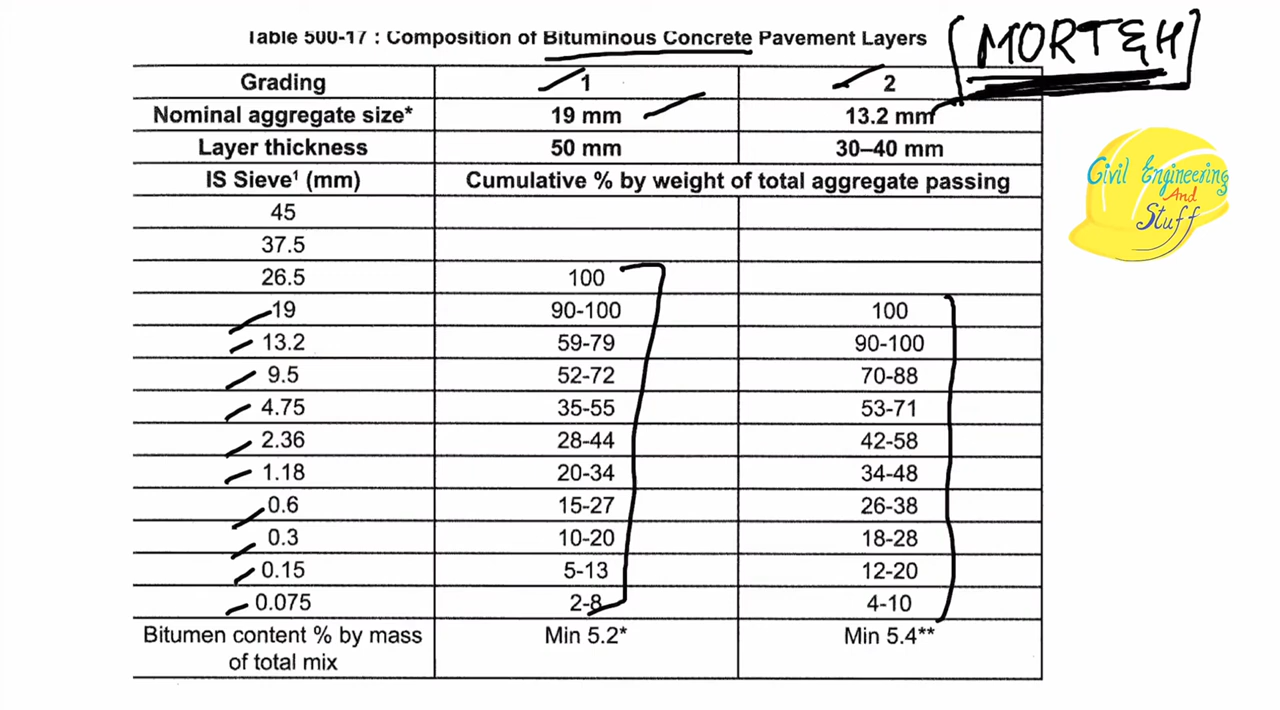 Table 500-17 : Composition of Bituminous Concrete Pavement Layers
[MORT&H]
Grading 1 2
Nominal aggregate size* 19 mm 13.2 mm
Layer thickness 50 mm 30–40 mm
IS Sieve¹ (mm) Cumulative % by weight of total aggregate passing
45
37.5
26.5 100
19 90-100 100
13.2 59-79 90-100
9.5 52-72 70-88
4.75 35-55 53-71
2.36 28-44 42-58
1.18 20-34 34-48
0.6 15-27 26-38
0.3 10-20 18-28
0.15 5-13 12-20
0.075 2-8 4-10
Bitumen content % by mass of total mix Min 5.2* Min 5.4**
Civil Engineering
And
Stuff